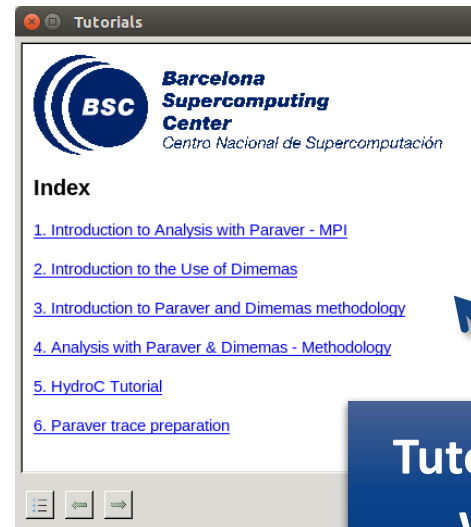 Tutorials
BSC
Barcelona
Supercomputing
Center
Centro Nacional de Supercomputación
Index
1. Introduction to Analysis with Paraver - MPI
2. Introduction to the Use of Dimemas
3. Introduction to Paraver and Dimemas methodology
4. Analysis with Paraver & Dimemas - Methodology
5. HydroC Tutorial
6. Paraver trace preparation